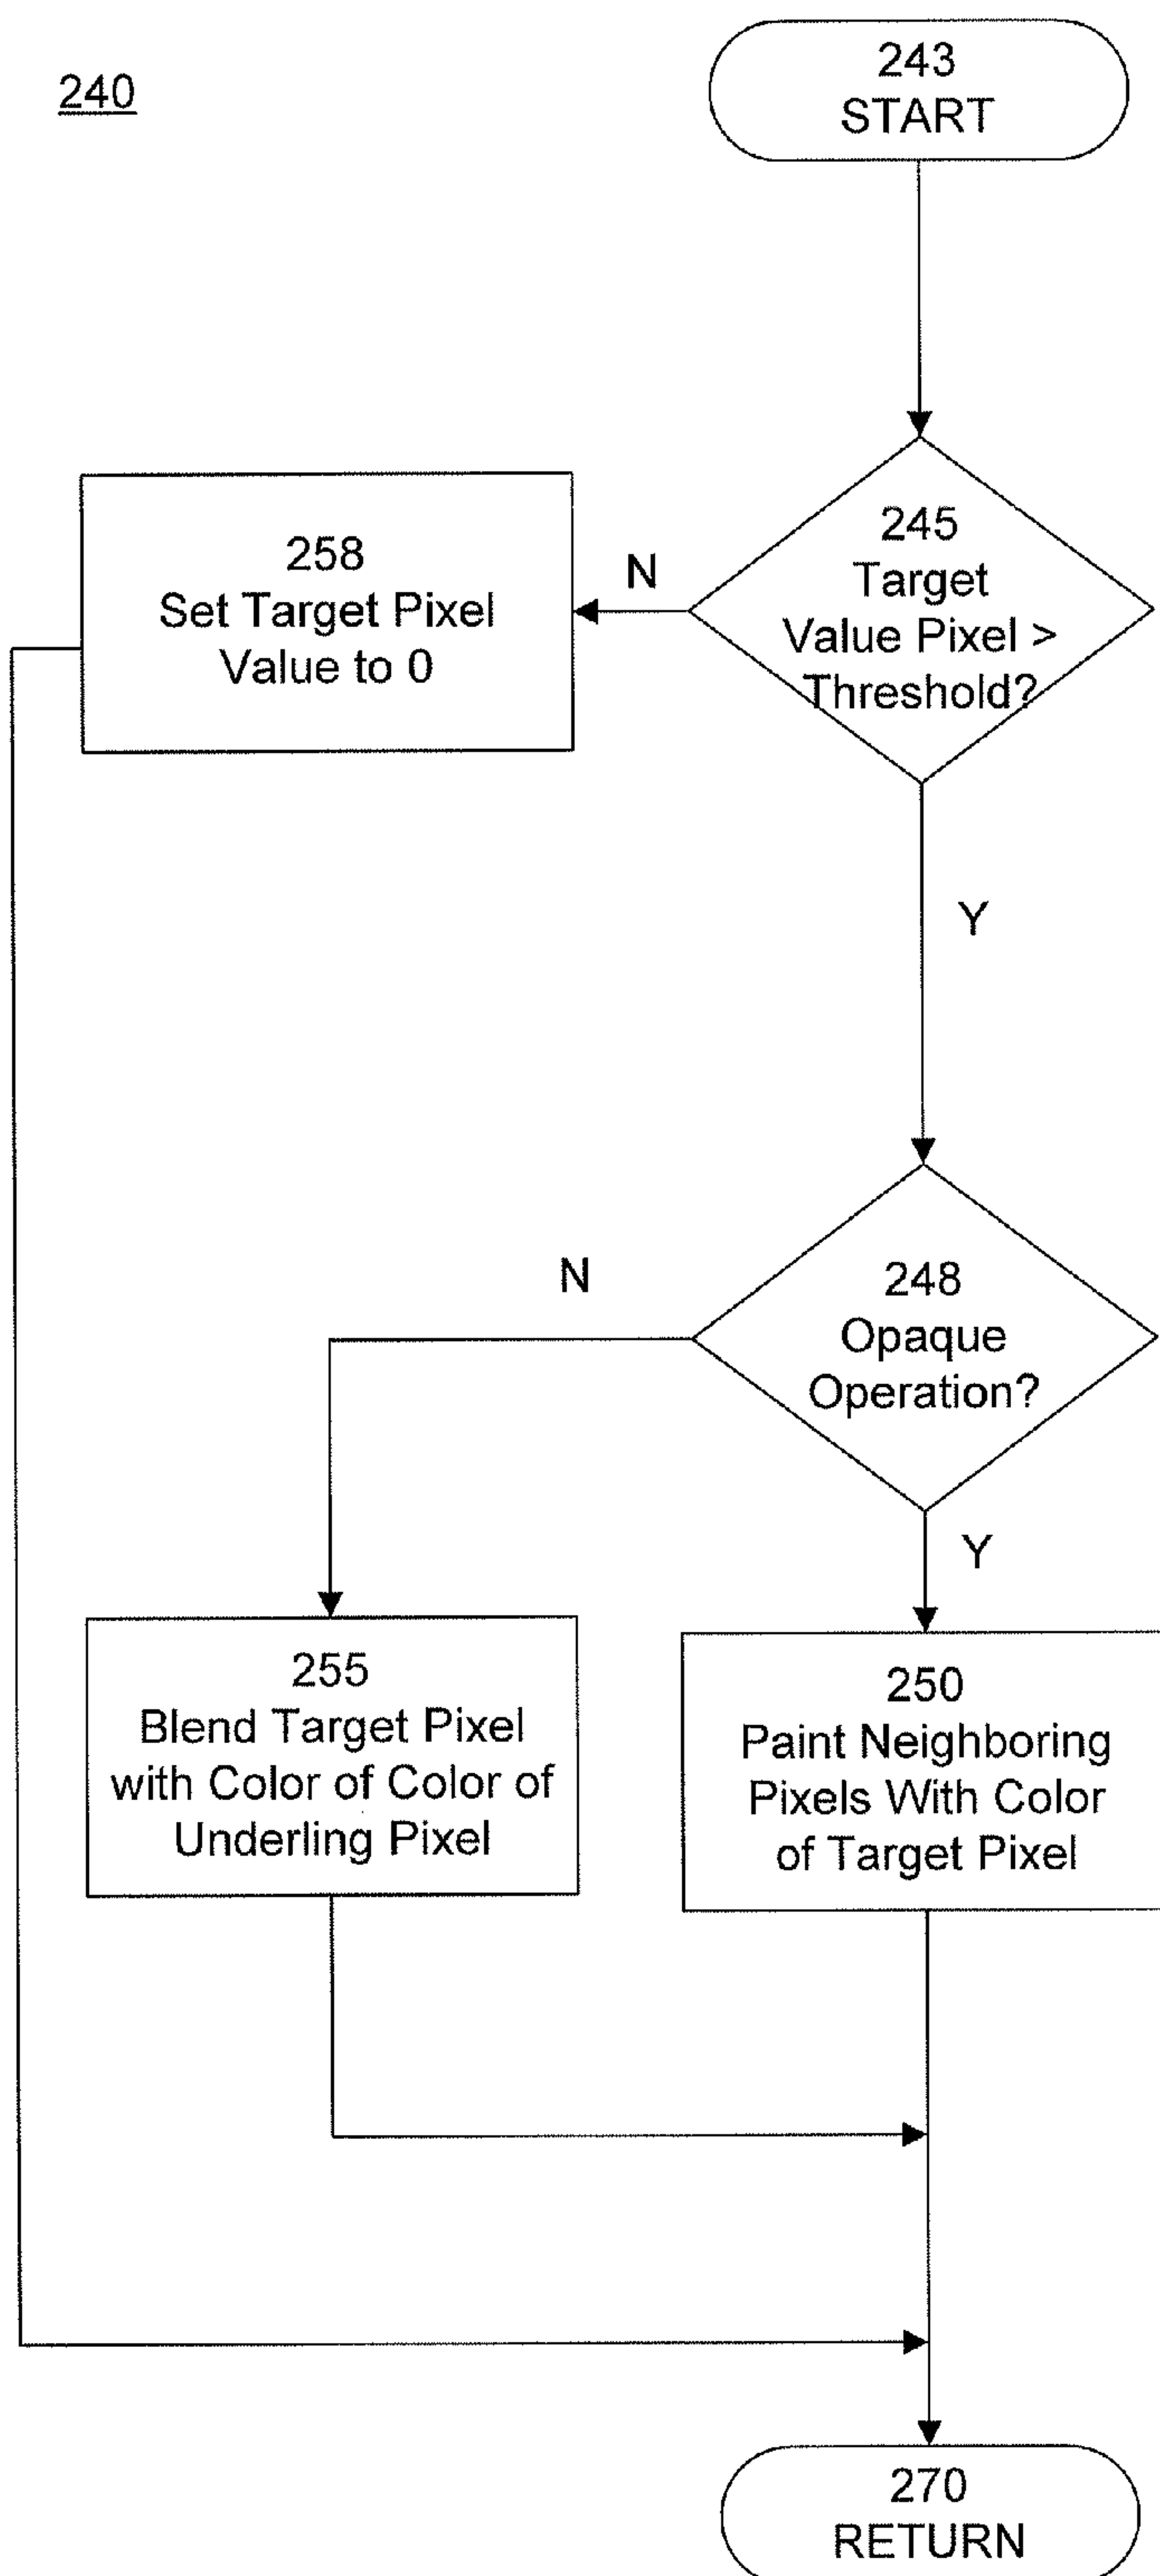 240
243
START
245
Target
Value Pixel >
Threshold?
N
258
Set Target Pixel
Value to 0
Y
248
Opaque
Operation?
N
Y
255
Blend Target Pixel
with Color of Color of
Underling Pixel
250
Paint Neighboring
Pixels With Color
of Target Pixel
270
RETURN